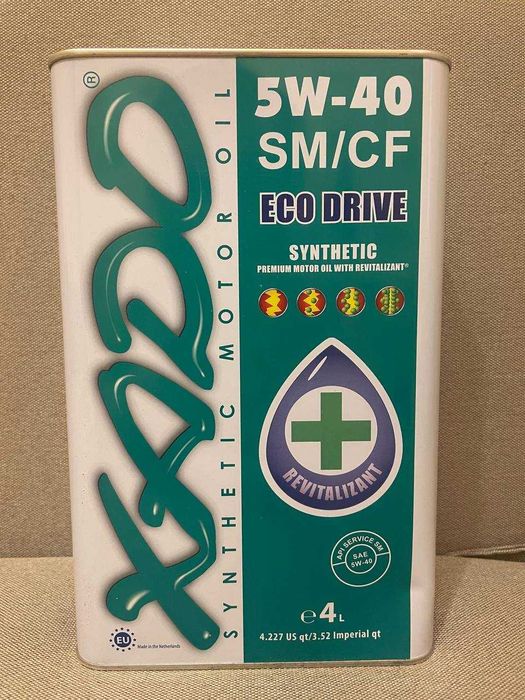 XADO®
SYNTHETIC MOTOR OIL
5W-40
SM/CF
ECO DRIVE
SYNTHETIC
PREMIUM MOTOR OIL WITH REVITALIZANT®
REVITALIZANT
API SERVICE SM
SAE
5W-40
℮4L
4.227 US qt/3.52 Imperial qt
EU
Made in the Netherlands